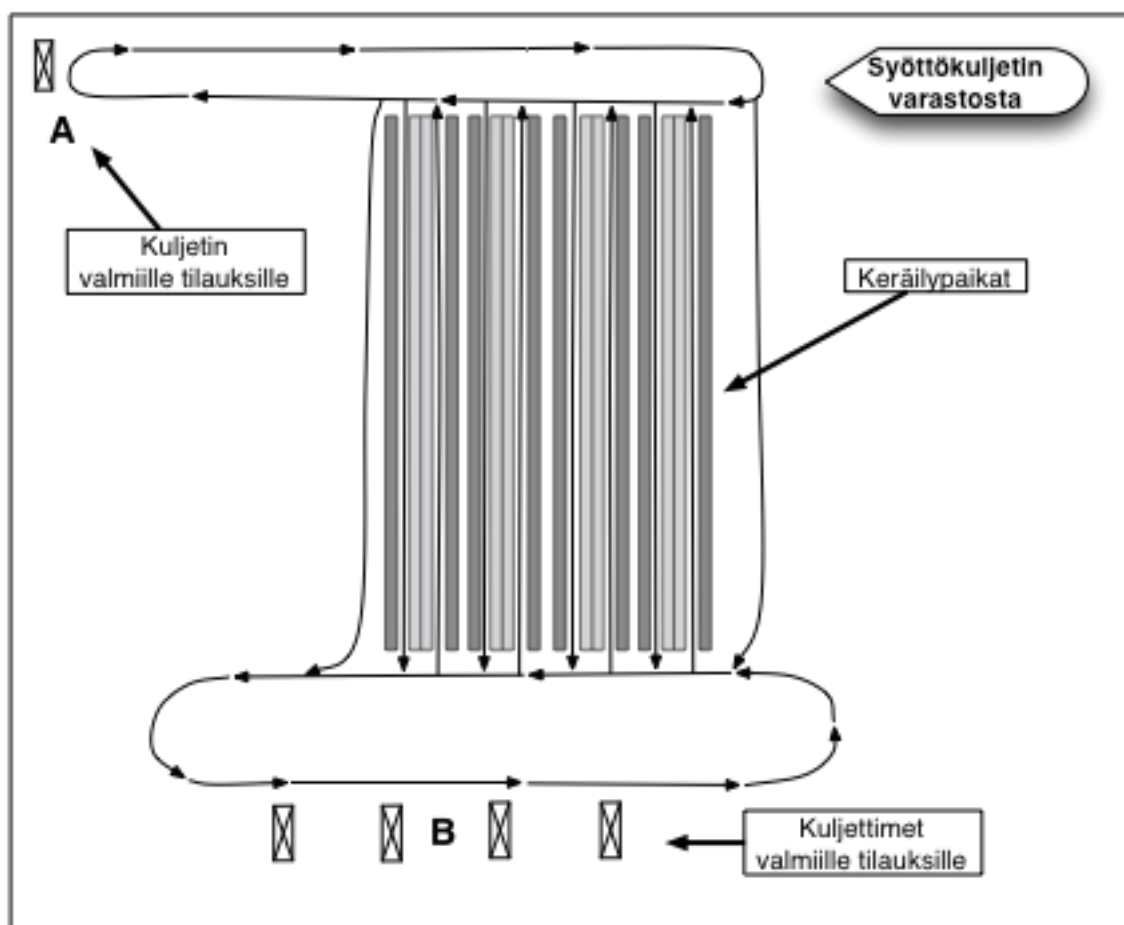 Syöttökuljetin
varastosta
A
Kuljetin
valmiille tilauksille
Keräilypaikat
B
Kuljettimet
valmiille tilauksille